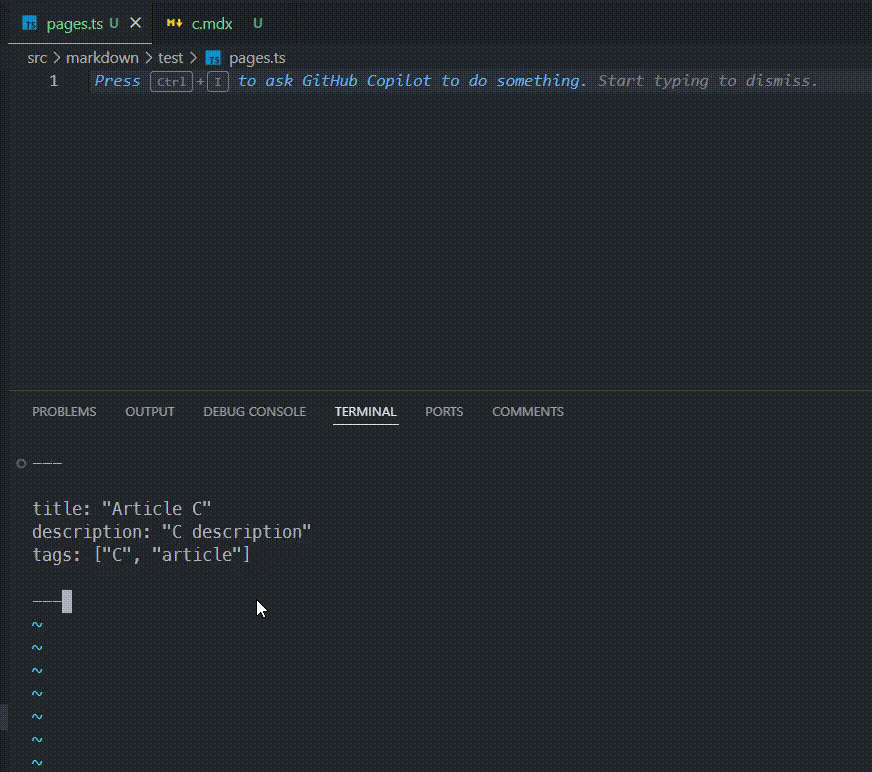 TS pages.ts U × M↓ c.mdx U
src > markdown > test > TS pages.ts
1 Press Ctrl + I to ask GitHub Copilot to do something. Start typing to dismiss.
PROBLEMS OUTPUT DEBUG CONSOLE TERMINAL PORTS COMMENTS
---
title: "Article C"
description: "C description"
tags: ["C", "article"]
---
~
~
~
~
~
~
~